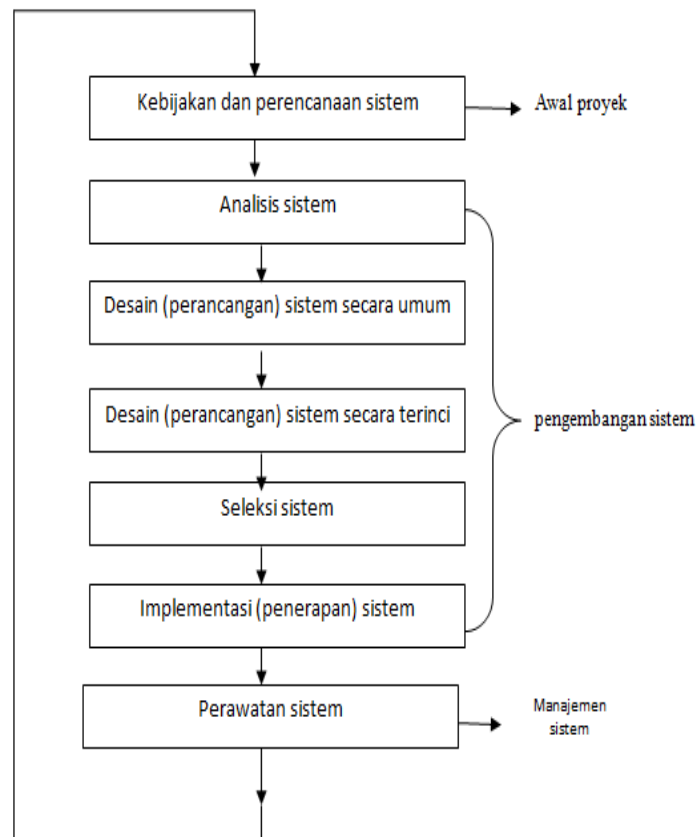 Kebijakan dan perencanaan sistem
Awal proyek
Analisis sistem
Desain (perancangan) sistem secara umum
Desain (perancangan) sistem secara terinci
pengembangan sistem
Seleksi sistem
Implementasi (penerapan) sistem
Perawatan sistem
Manajemen
sistem